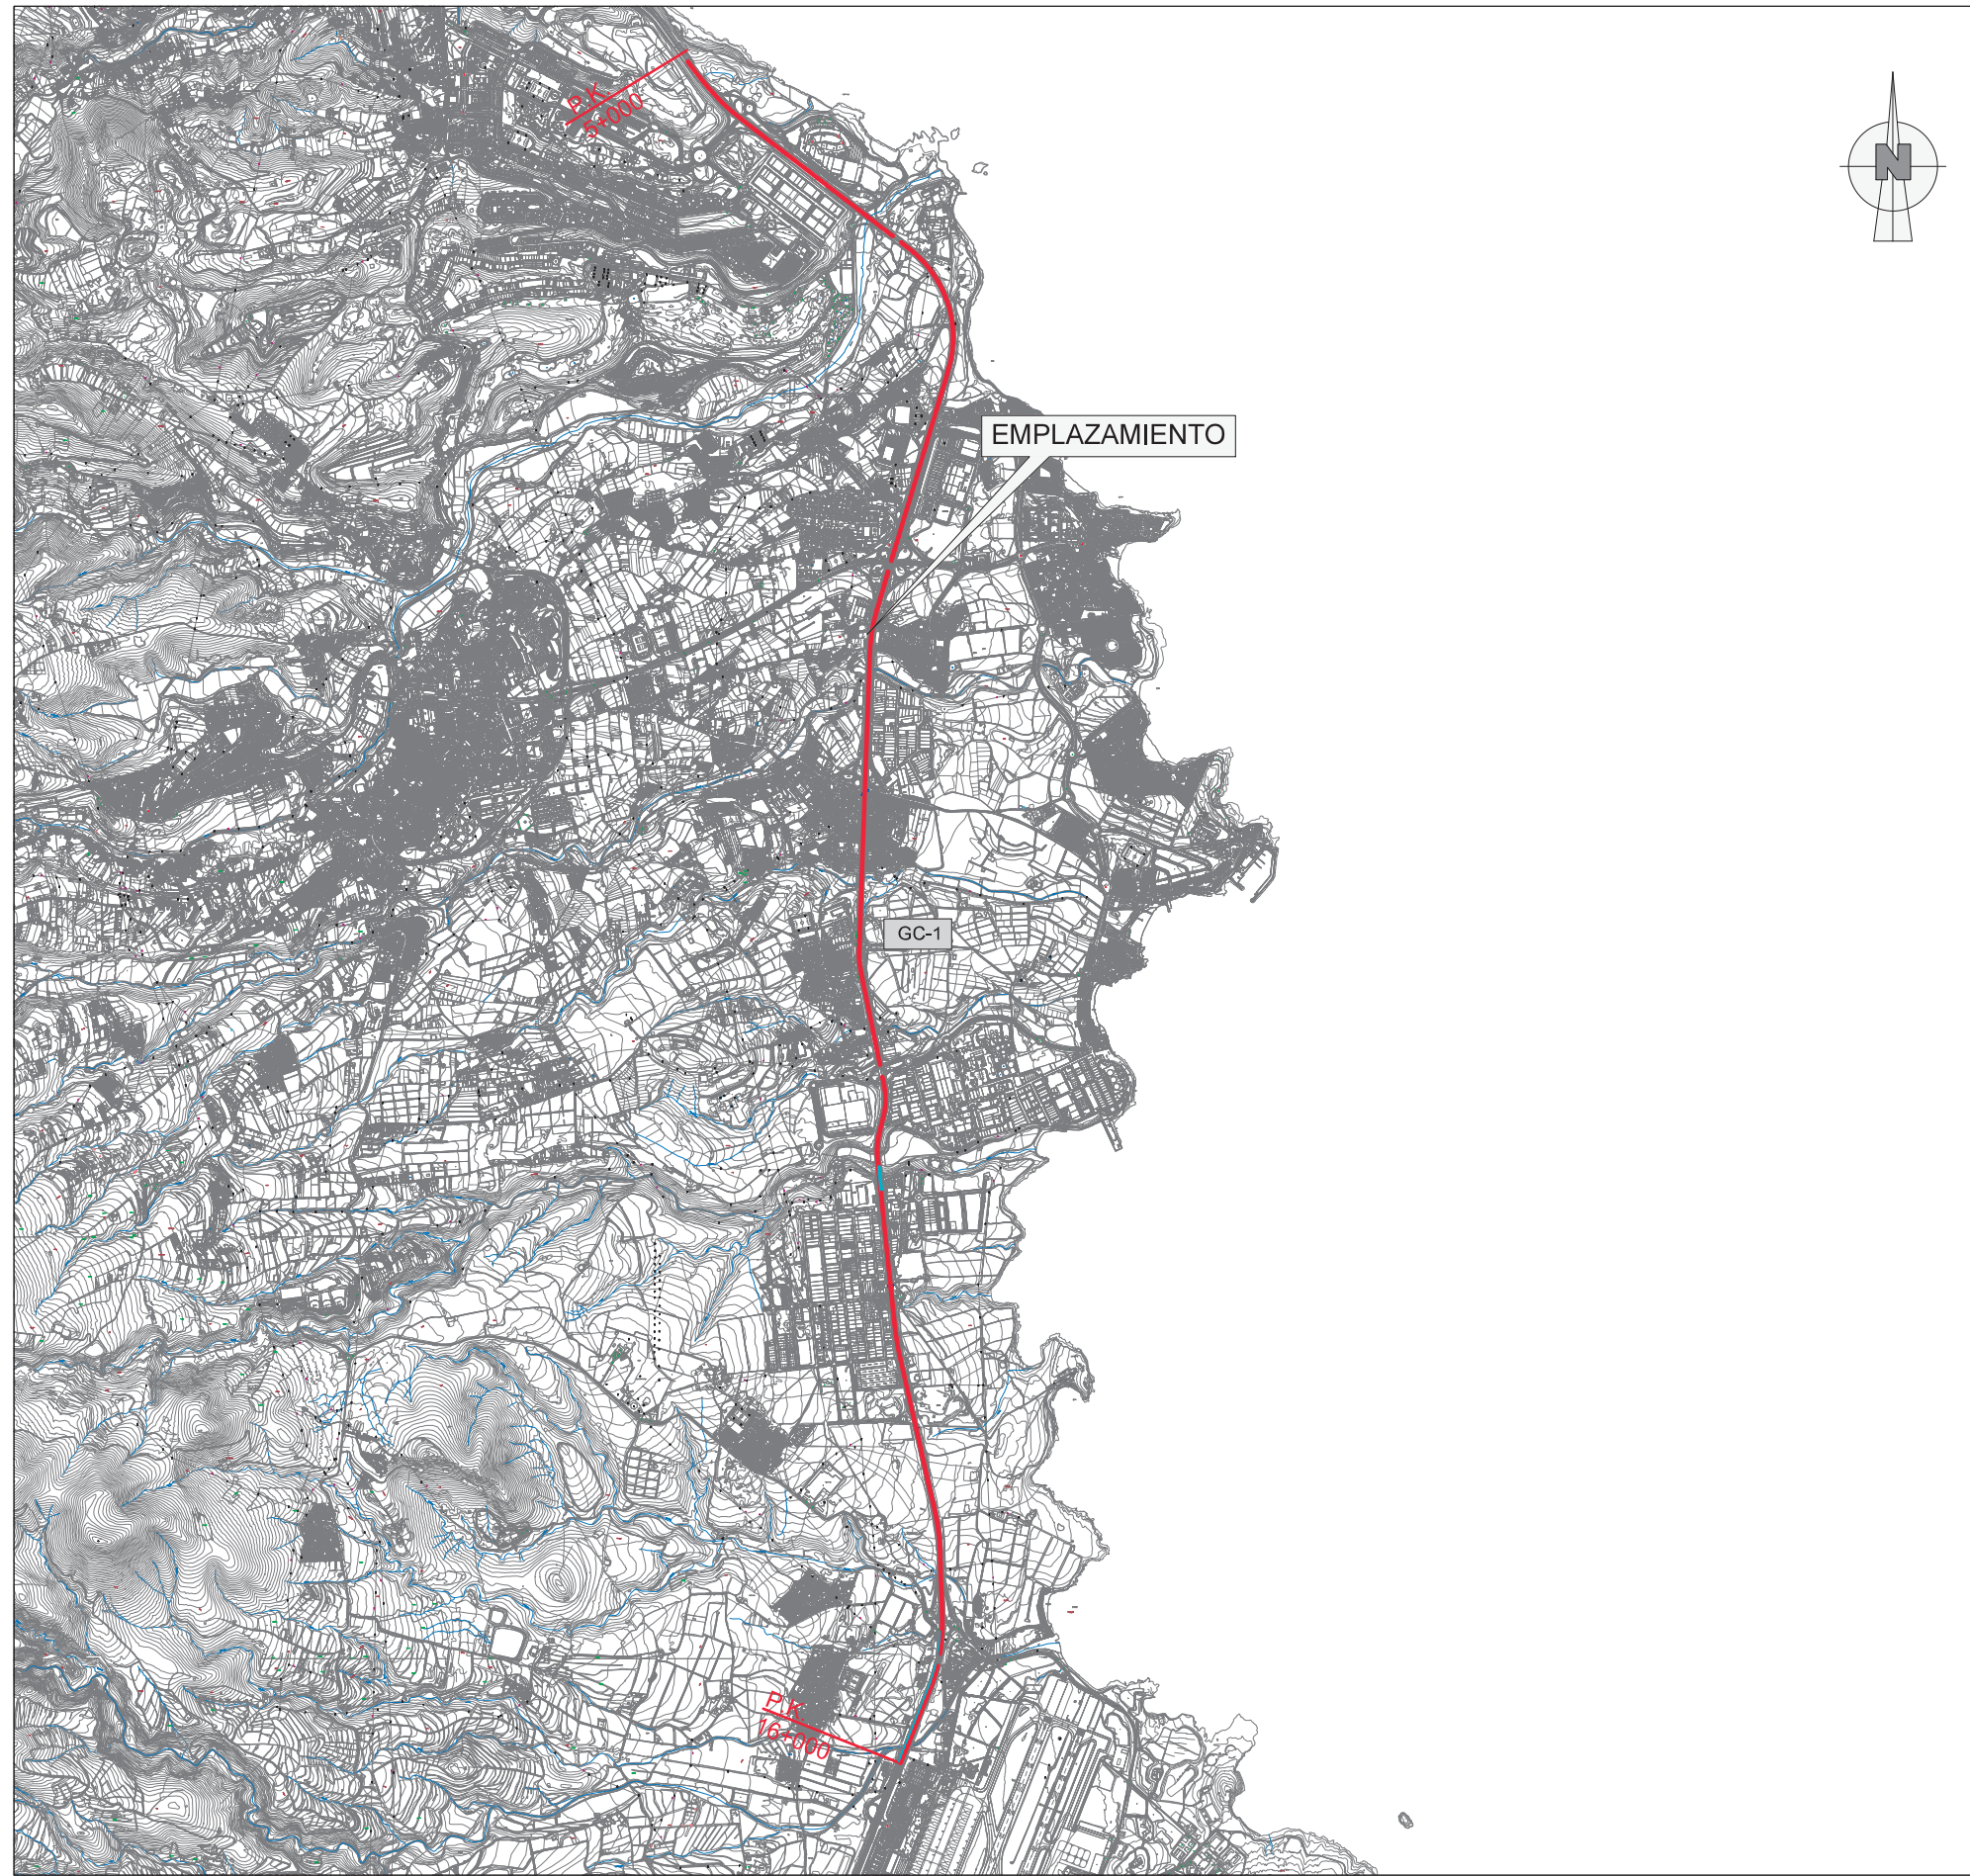 P.K.
5+000
N
EMPLAZAMIENTO
GC-1
P.K.
16+000